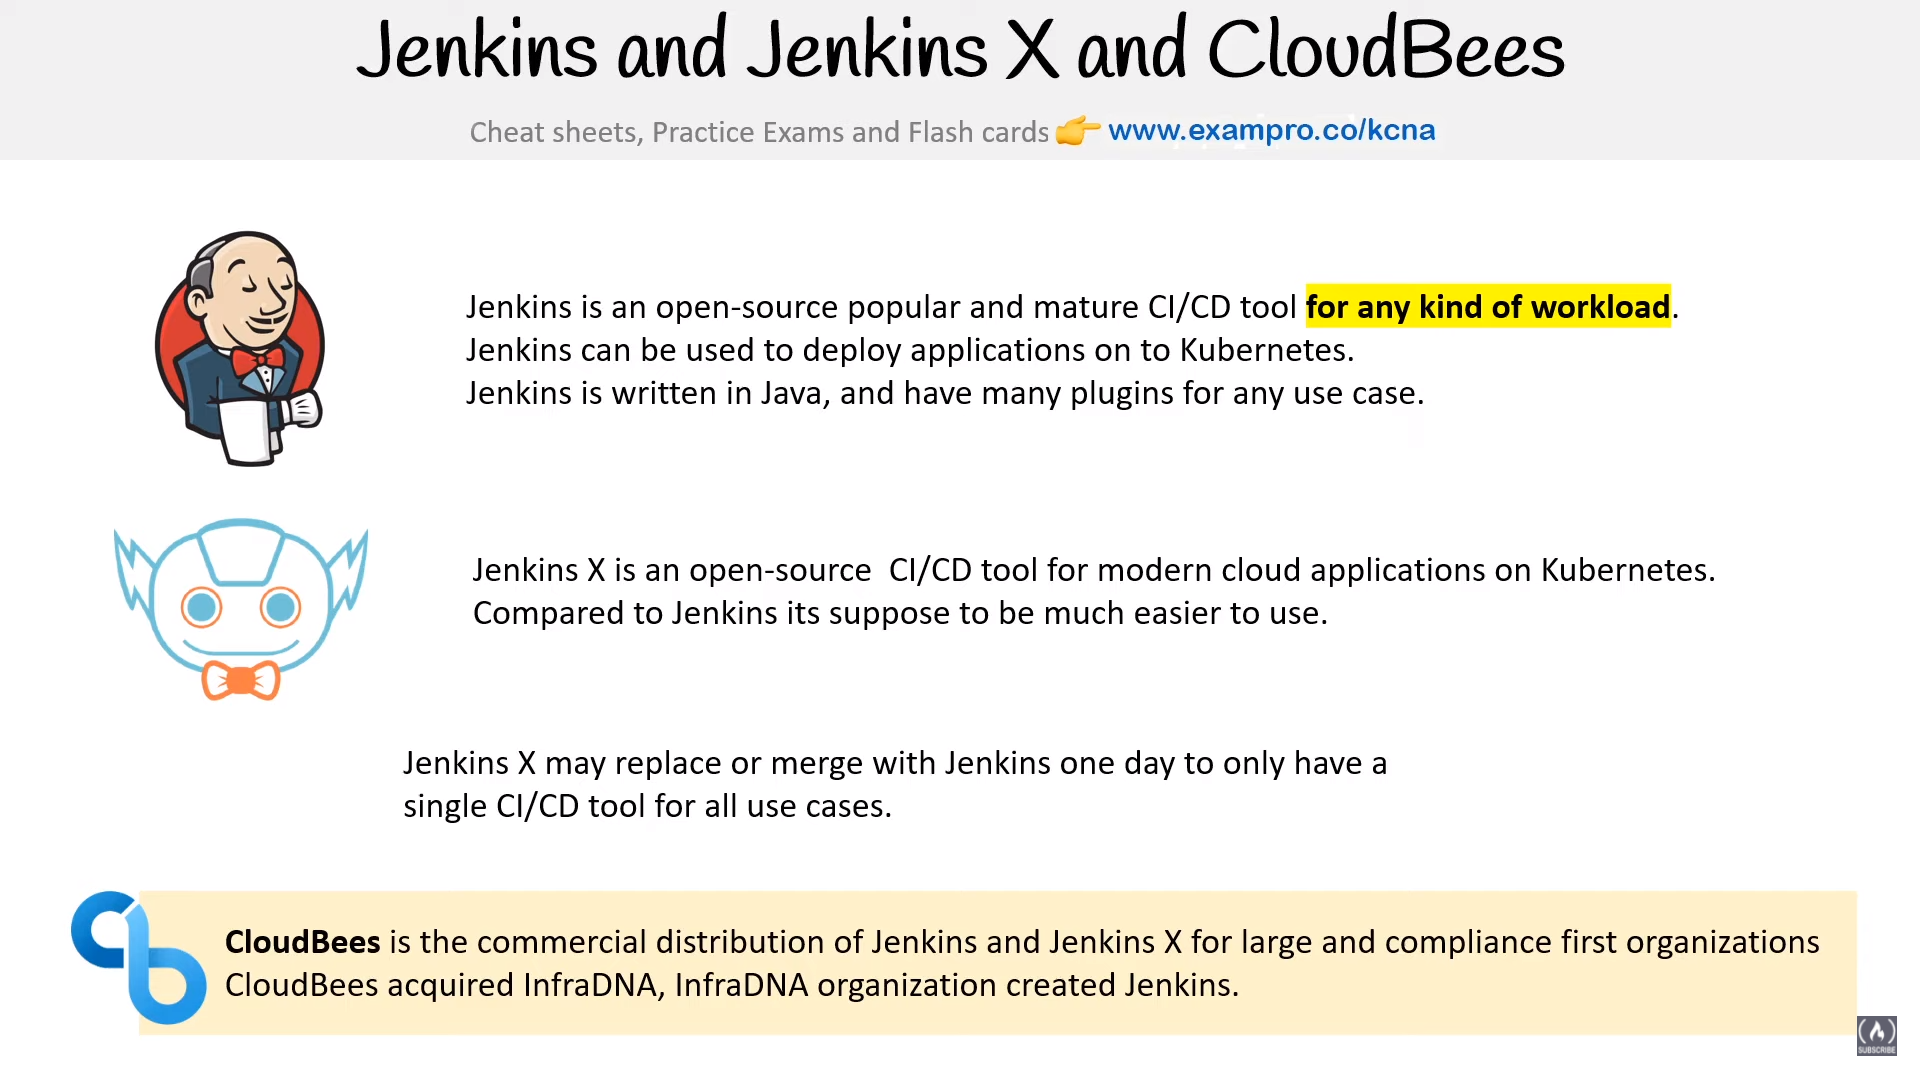 Jenkins and Jenkins X and CloudBees
Cheat sheets, Practice Exams and Flash cards 👉 www.exampro.co/kcna
Jenkins is an open-source popular and mature CI/CD tool for any kind of workload.
Jenkins can be used to deploy applications on to Kubernetes.
Jenkins is written in Java, and have many plugins for any use case.
Jenkins X is an open-source  CI/CD tool for modern cloud applications on Kubernetes.
Compared to Jenkins its suppose to be much easier to use.
Jenkins X may replace or merge with Jenkins one day to only have a
single CI/CD tool for all use cases.
CloudBees is the commercial distribution of Jenkins and Jenkins X for large and compliance first organizations
CloudBees acquired InfraDNA, InfraDNA organization created Jenkins.
SUBSCRIBE